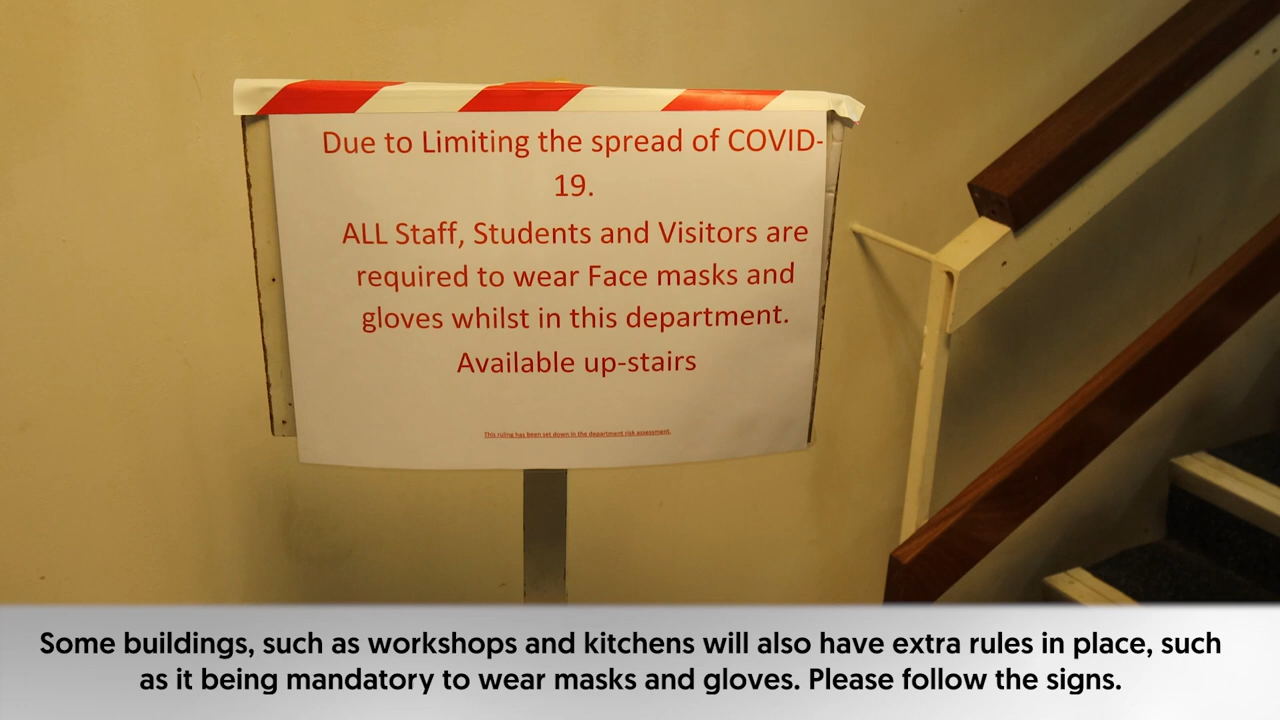 Due to Limiting the spread of COVID-
19.
ALL Staff, Students and Visitors are
required to wear Face masks and
gloves whilst in this department.
Available up-stairs
This ruling has been set down in the department risk assessment.
Some buildings, such as workshops and kitchens will also have extra rules in place, such
as it being mandatory to wear masks and gloves. Please follow the signs.